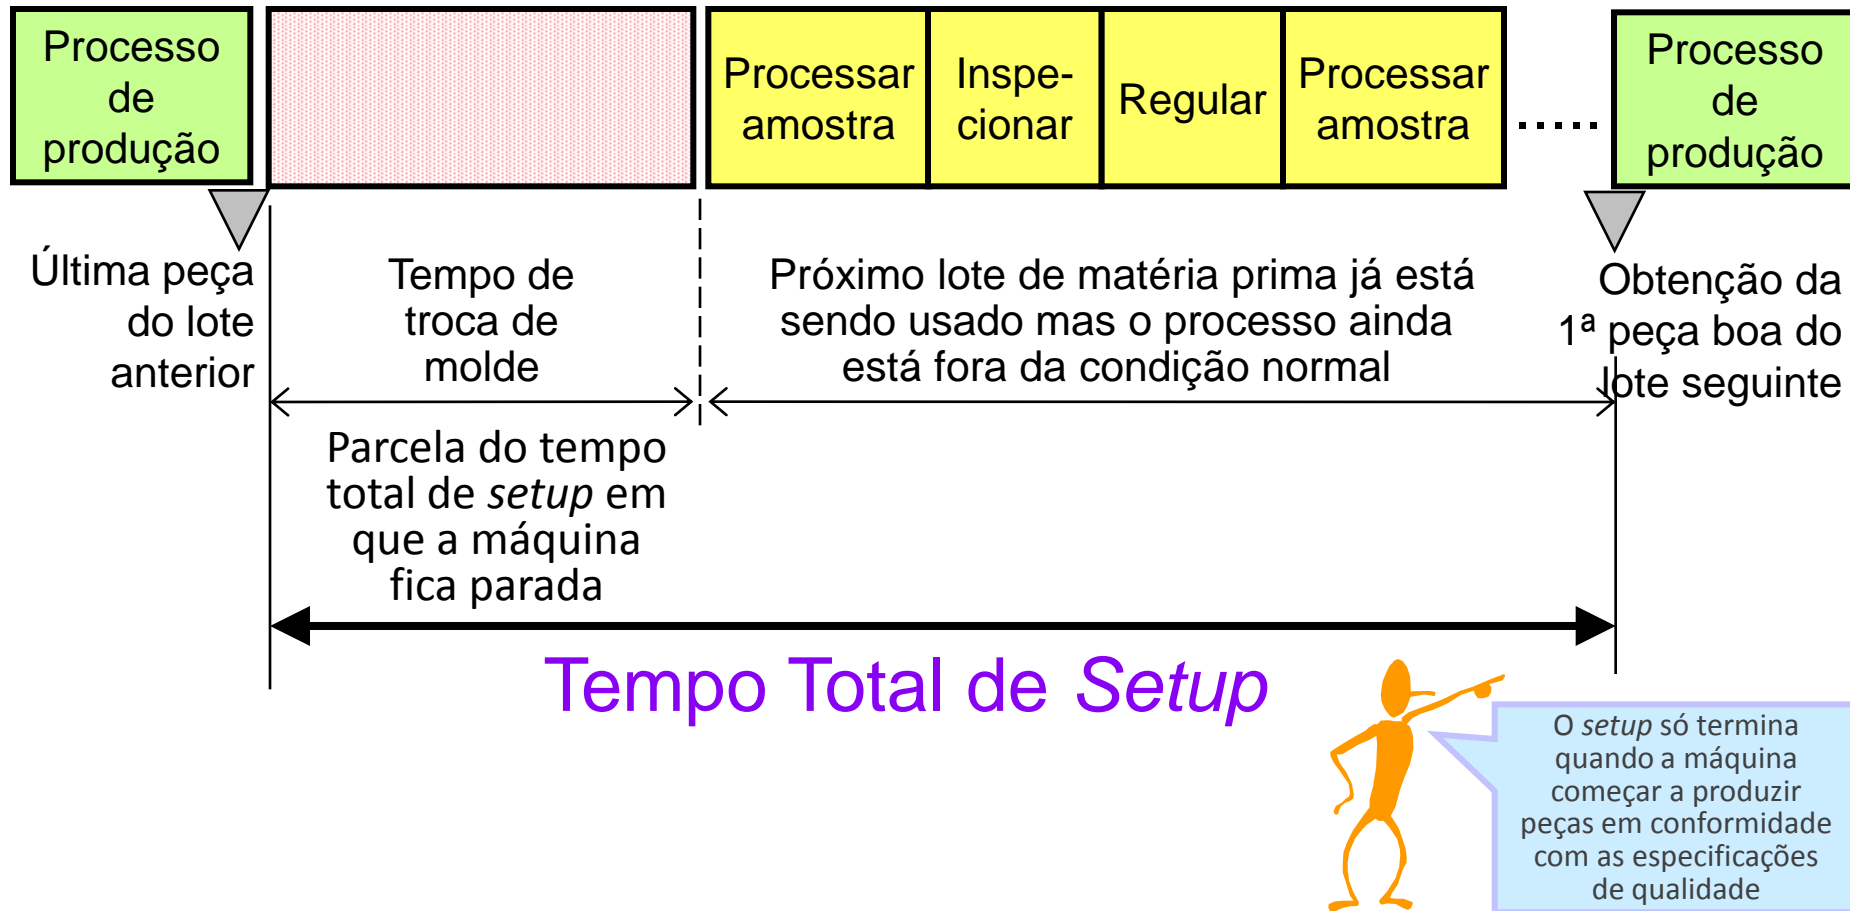 Processo
de
produção
Processar
amostra
Inspe-
cionar
Regular
Processar
amostra
Processo
de
produção
Última peça
do lote
anterior
Tempo de
troca de
molde
Próximo lote de matéria prima já está
sendo usado mas o processo ainda
está fora da condição normal
Obtenção da
1ª peça boa do
lote seguinte
Parcela do tempo
total de setup em
que a máquina
fica parada
Tempo Total de Setup
O setup só termina
quando a máquina
começar a produzir
peças em conformidade
com as especificações
de qualidade